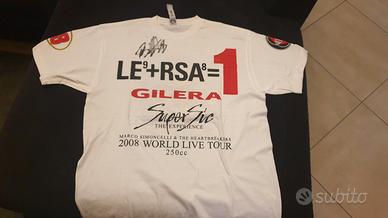 LE⁹+RSA⁸=1
GILERA
SuperSic
THE EXPERIENCE
MARCO SIMONCELLI & THE HEARTBREAKERS
2008 WORLD LIVE TOUR
250cc
subito